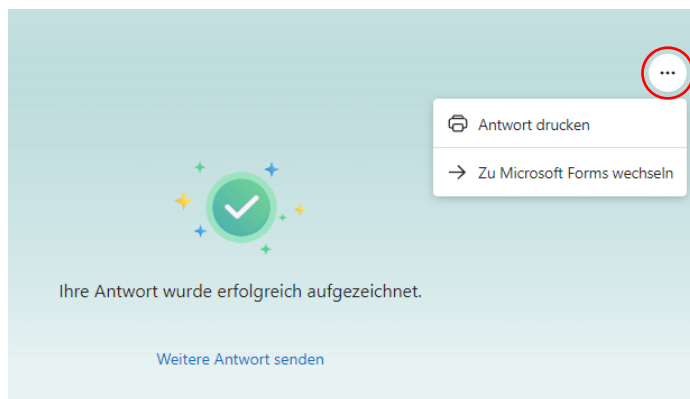 Antwort drucken
Zu Microsoft Forms wechseln
Ihre Antwort wurde erfolgreich aufgezeichnet.
Weitere Antwort senden